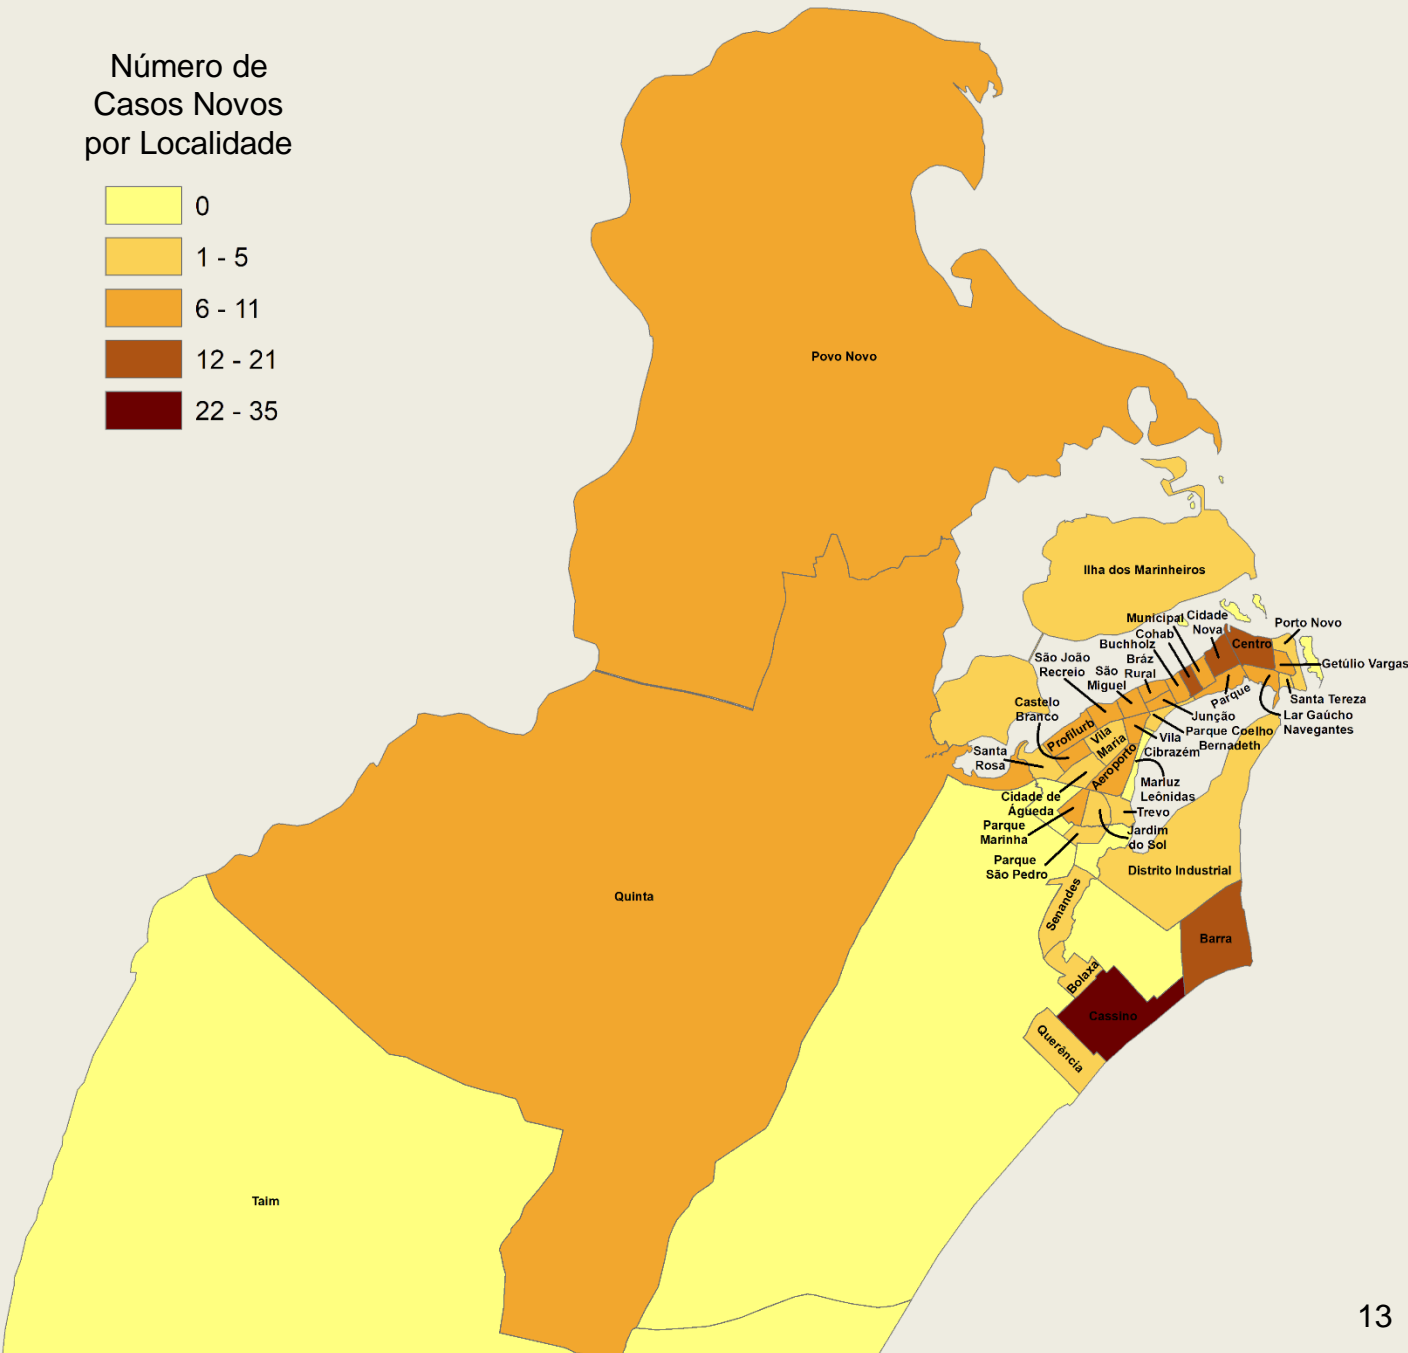 Número de
Casos Novos
por Localidade
0
1 - 5
6 - 11
12 - 21
22 - 35
Povo Novo
Ilha dos Marinheiros
Municipal
Cidade
Nova
Porto Novo
Cohab
Centro
Buchholz
Getúlio Vargas
São João
Recreio
Bráz
Rural
São
Miguel
Parque
Santa Tereza
Castelo
Branco
Junção
Lar Gaúcho
Navegantes
Profilurb
Vila
Maria
Vila
Cibrazém
Parque Coelho
Bernadeth
Santa
Rosa
Aeroporto
Marluz
Leônidas
Cidade de
Águeda
Trevo
Parque
Marinha
Jardim
do Sol
Parque
São Pedro
Distrito Industrial
Quinta
Senandes
Barra
Bolaxa
Cassino
Querência
Taim
13